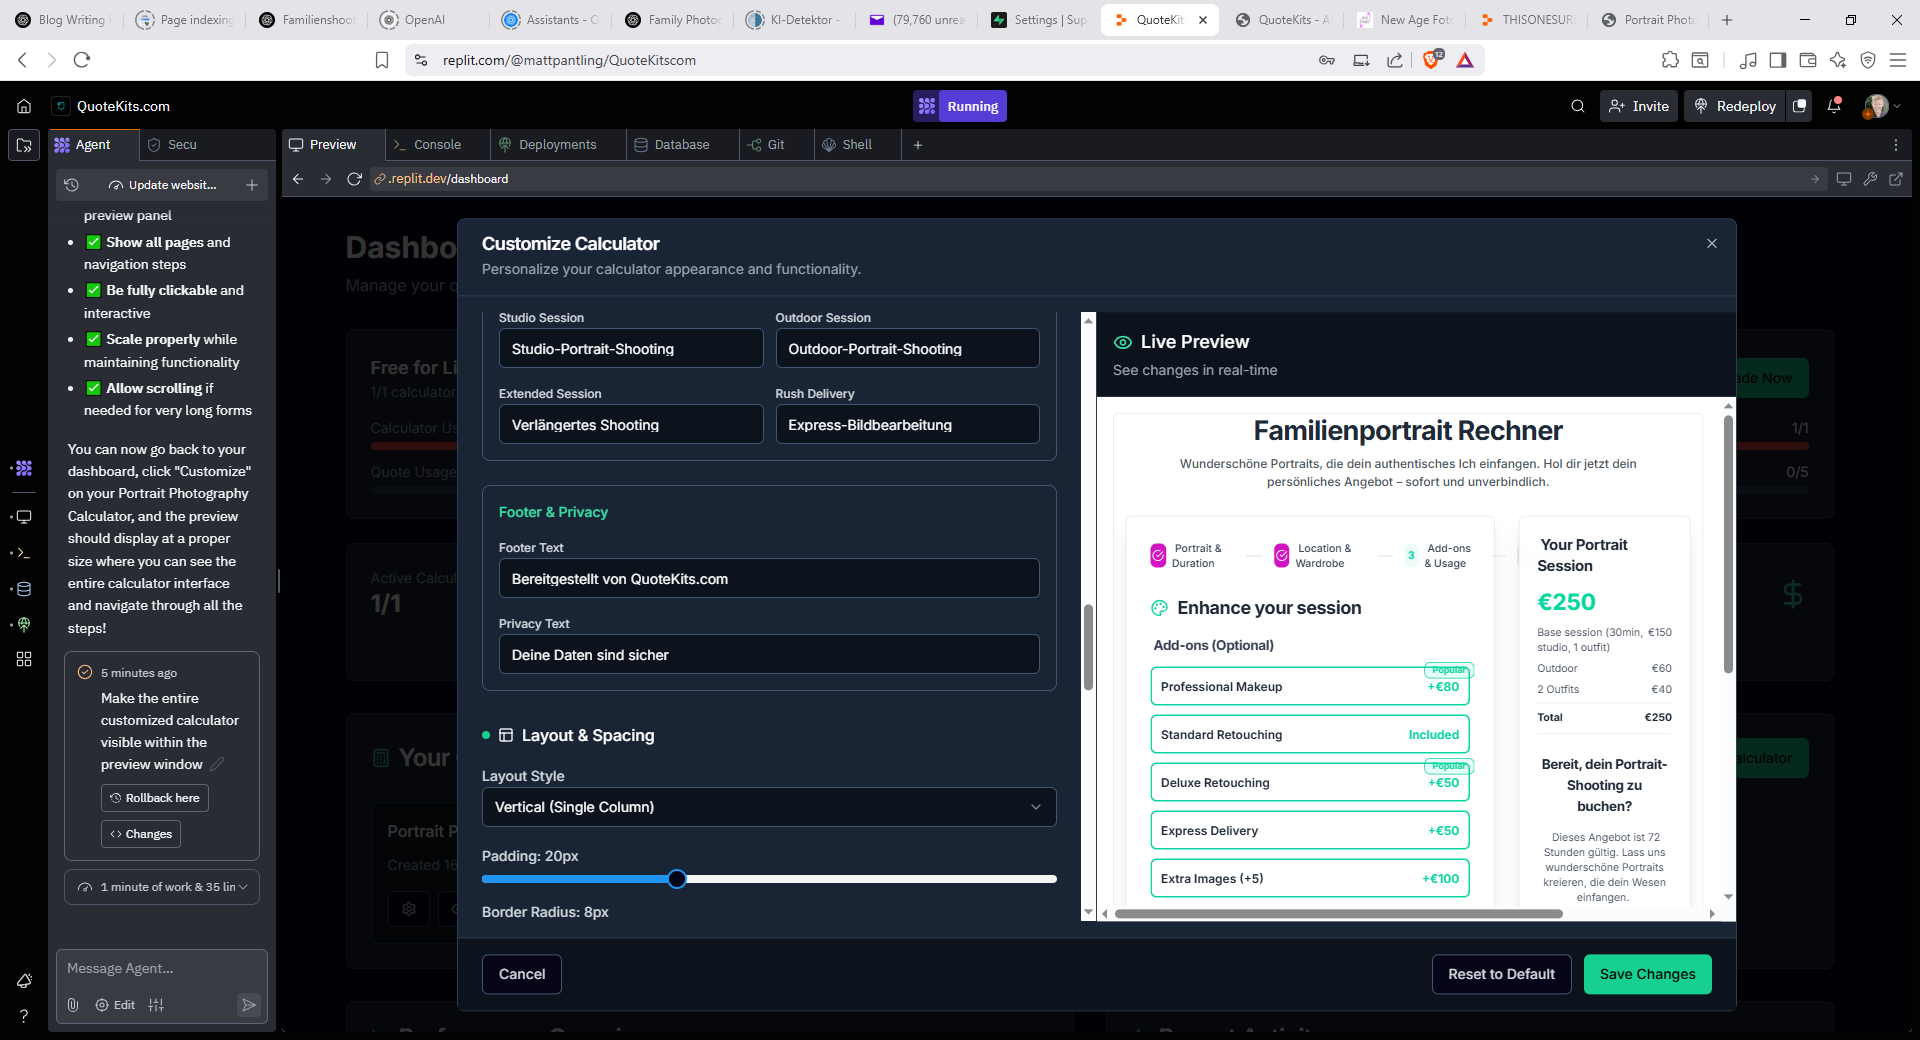 Blog Writing
Page indexing
Familienshoot
OpenAI
Assistants - O
Family Photog
KI-Detektor -
(79,760 unrea
Settings | Sup
QuoteKits
QuoteKits - A
New Age Foto
THISONESUR
Portrait Photo
replit.com/@mattpantling/QuoteKitscom
12
QuoteKits.com
Running
Invite
Redeploy
Agent
Secu
Preview
Console
Deployments
Database
Git
Shell
Update websit...
.replit.dev/dashboard
preview panel
Show all pages and
navigation steps
Be fully clickable and
interactive
Scale properly while
maintaining functionality
Allow scrolling if
needed for very long forms
You can now go back to your
dashboard, click "Customize"
on your Portrait Photography
Calculator, and the preview
should display at a proper
size where you can see the
entire calculator interface
and navigate through all the
steps!
5 minutes ago
Make the entire
customized calculator
visible within the
preview window
Rollback here
Changes
1 minute of work & 35 lin
Message Agent...
Edit
Dashbo
Manage your q
Free for Li
1/1 calculator
Calculator Us
Quote Usage
Active Calcul
1/1
Your
Portrait P
Created 16
ade Now
1/1
0/5
alculator
Customize Calculator
Personalize your calculator appearance and functionality.
Studio Session
Outdoor Session
Studio-Portrait-Shooting
Outdoor-Portrait-Shooting
Extended Session
Rush Delivery
Verlängertes Shooting
Express-Bildbearbeitung
Footer & Privacy
Footer Text
Bereitgestellt von QuoteKits.com
Privacy Text
Deine Daten sind sicher
Layout & Spacing
Layout Style
Vertical (Single Column)
Padding: 20px
Border Radius: 8px
Live Preview
See changes in real-time
Familienportrait Rechner
Wunderschöne Portraits, die dein authentisches Ich einfangen. Hol dir jetzt dein
persönliches Angebot – sofort und unverbindlich.
Portrait &
Duration
Location &
Wardrobe
3
Add-ons
& Usage
Enhance your session
Add-ons (Optional)
Popular
Professional Makeup +€80
Standard Retouching Included
Popular
Deluxe Retouching +€50
Express Delivery +€50
Extra Images (+5) +€100
Your Portrait
Session
€250
Base session (30min, €150
studio, 1 outfit)
Outdoor €60
2 Outfits €40
Total €250
Bereit, dein Portrait-
Shooting zu
buchen?
Dieses Angebot ist 72
Stunden gültig. Lass uns
wunderschöne Portraits
kreieren, die dein Wesen
einfangen.
Cancel
Reset to Default
Save Changes